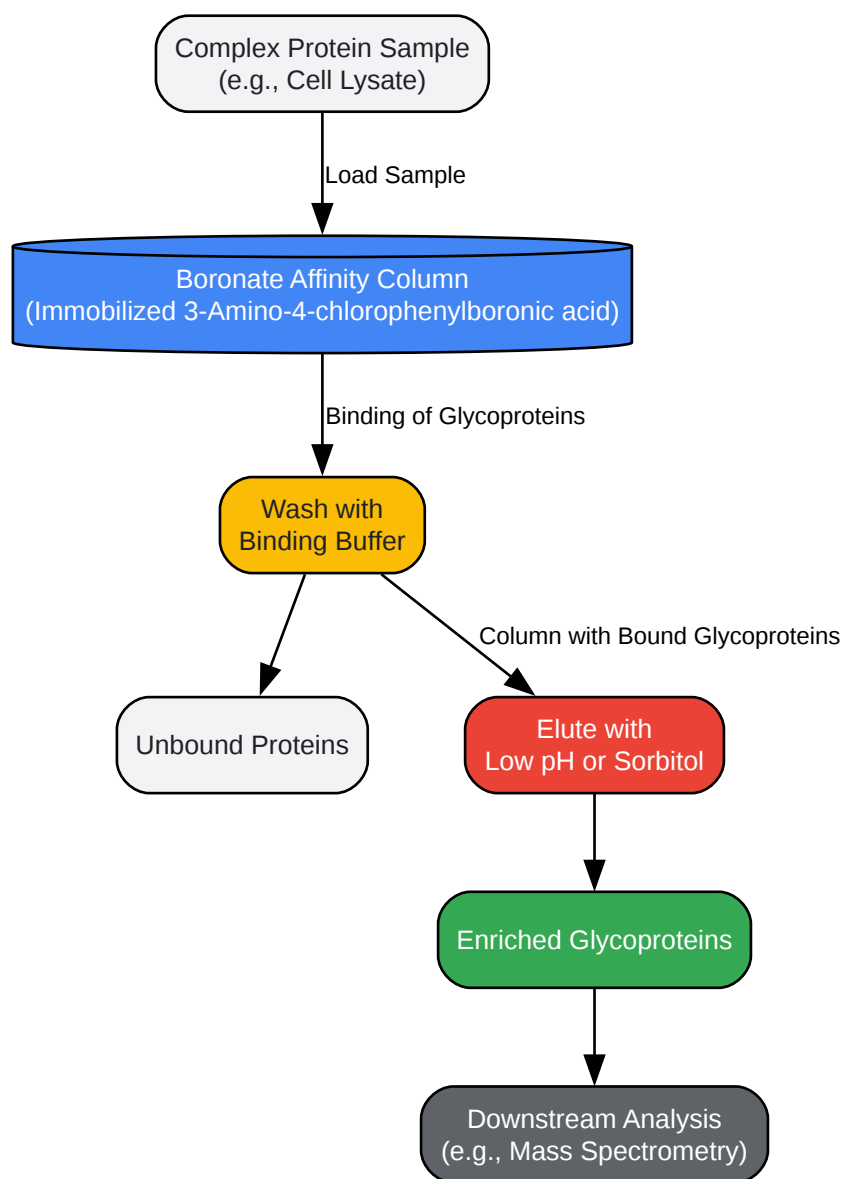 Complex Protein Sample
(e.g., Cell Lysate)
Load Sample
Boronate Affinity Column
(Immobilized 3-Amino-4-chlorophenylboronic acid)
Binding of Glycoproteins
Wash with
Binding Buffer
Column with Bound Glycoproteins
Unbound Proteins
Elute with
Low pH or Sorbitol
Enriched Glycoproteins
Downstream Analysis
(e.g., Mass Spectrometry)